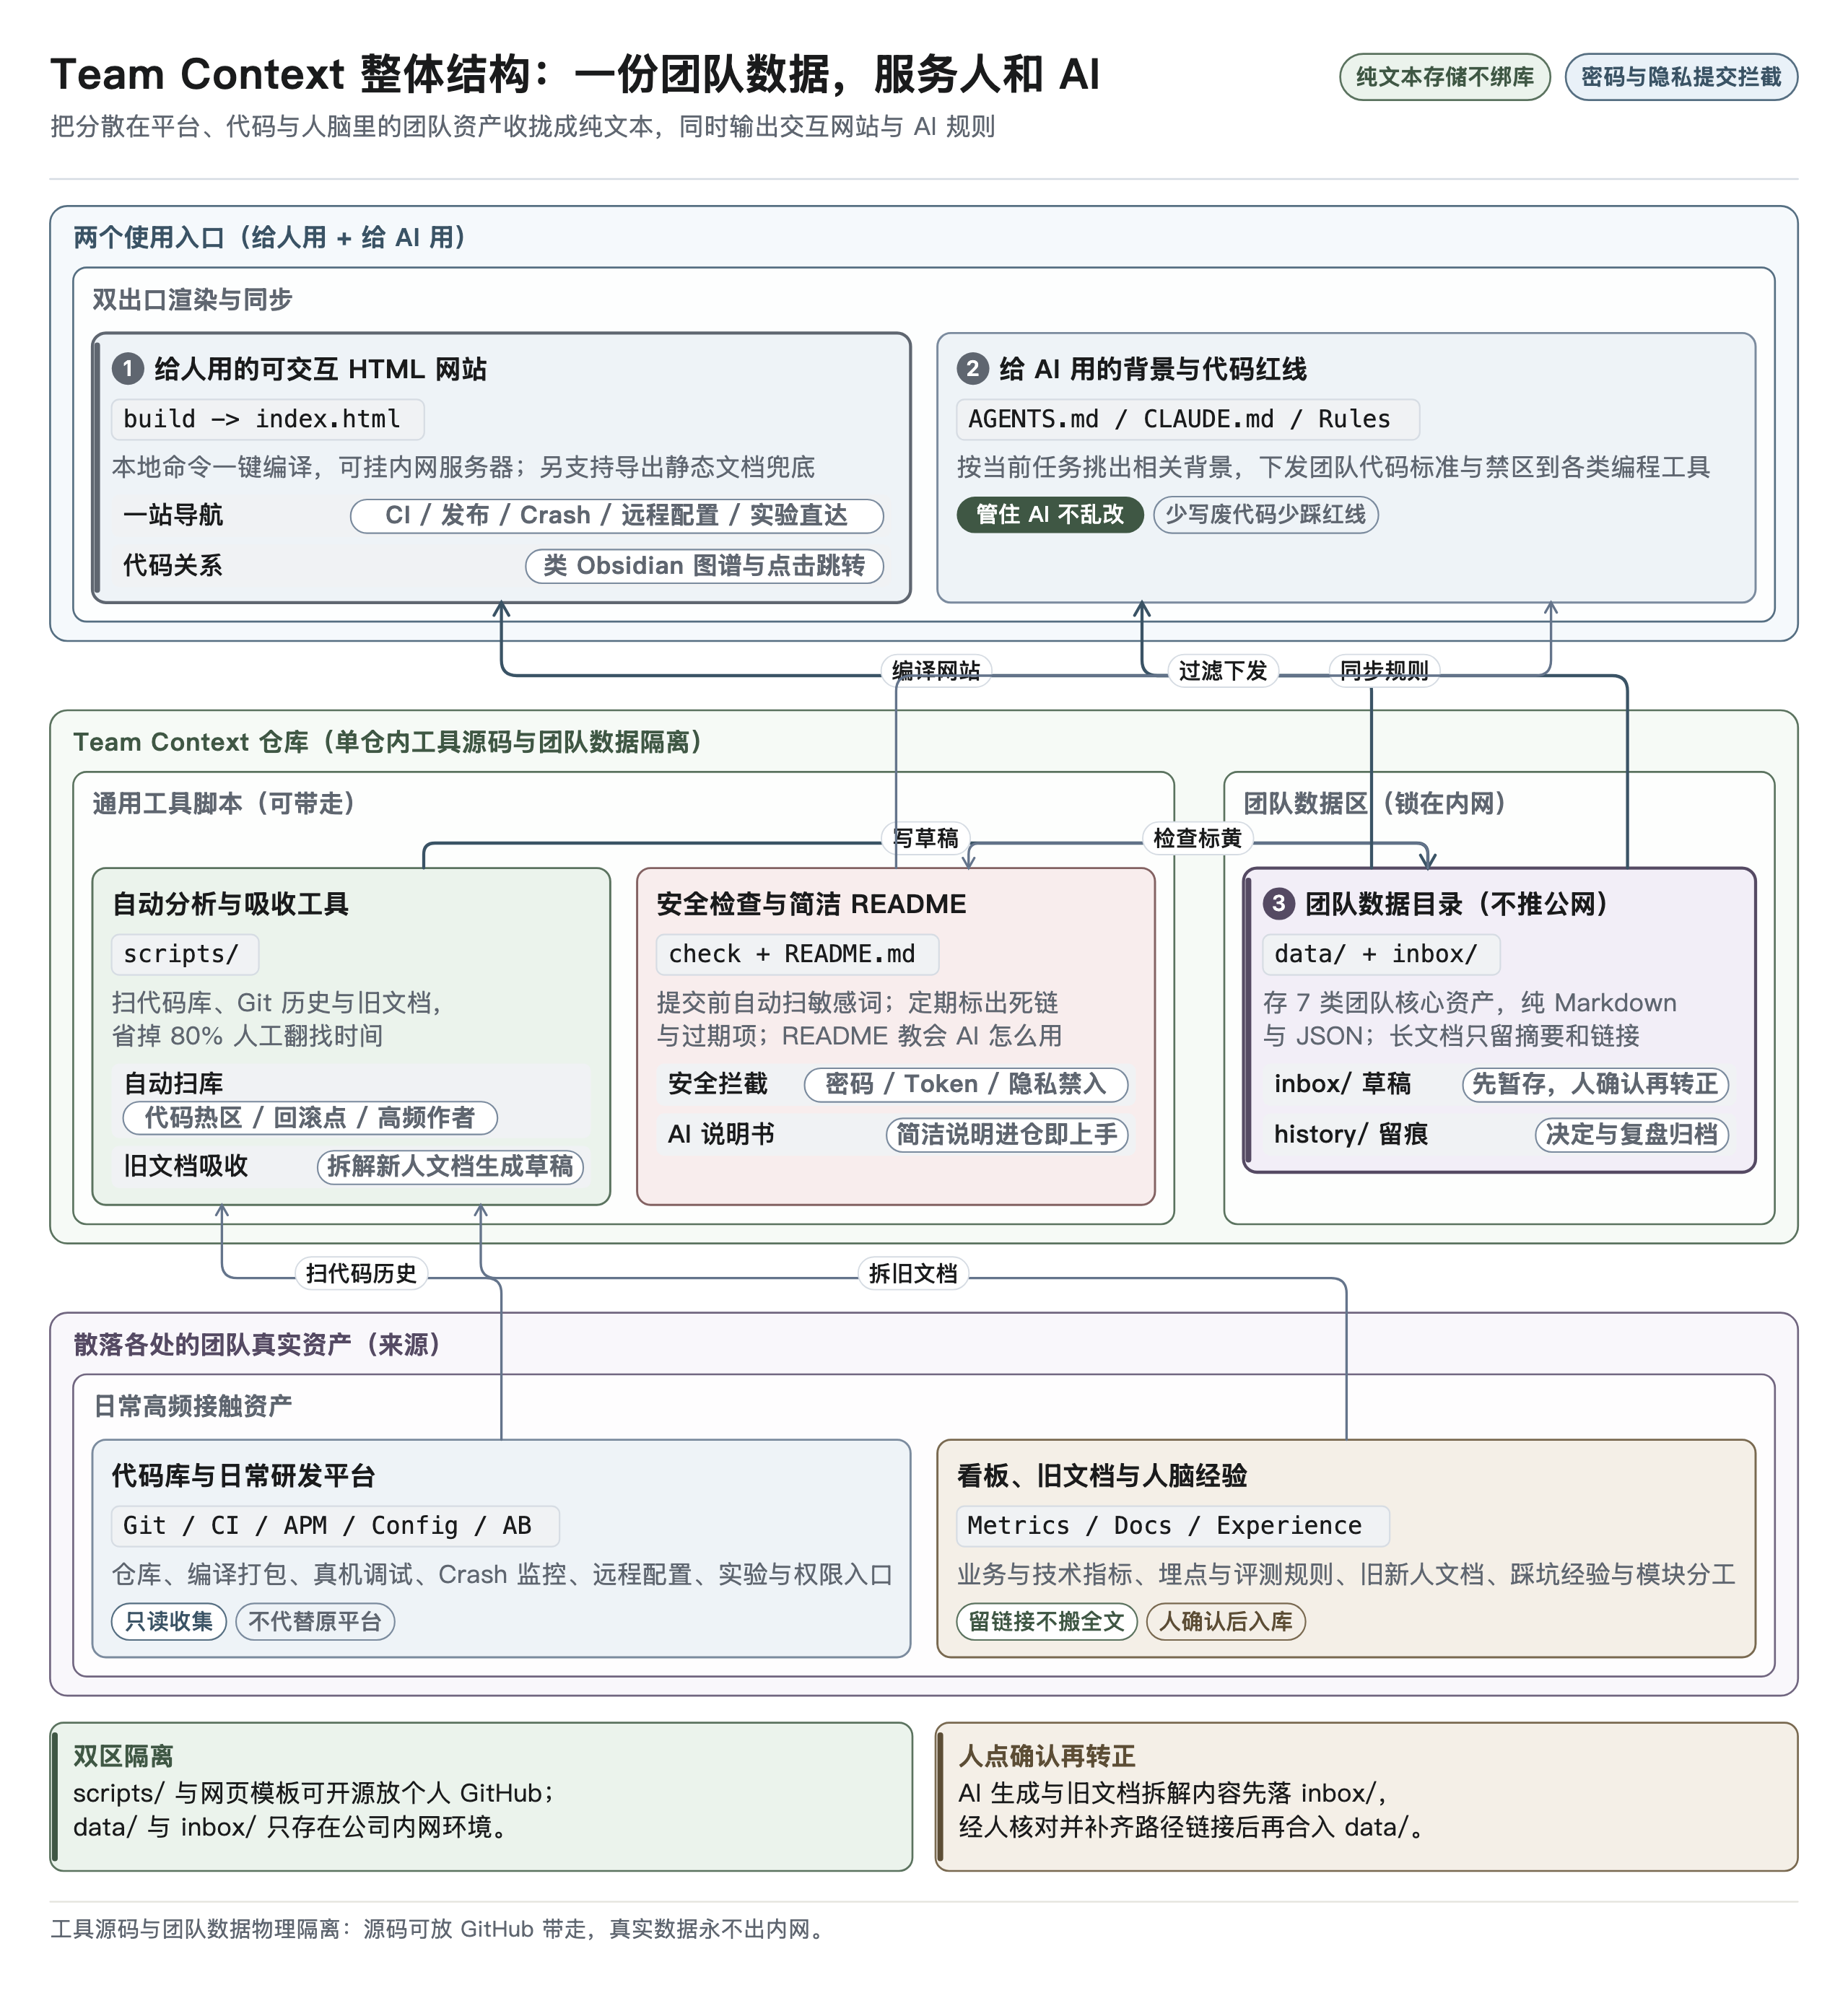 Team Context 整体结构：一份团队数据，服务人和 AI
纯文本存储不绑库
密码与隐私提交拦截
把分散在平台、代码与人脑里的团队资产收拢成纯文本，同时输出交互网站与 AI 规则
两个使用入口（给人用 + 给 AI 用）
双出口渲染与同步
1 给人用的可交互 HTML 网站
build -> index.html
本地命令一键编译，可挂内网服务器；另支持导出静态文档兜底
一站导航
CI / 发布 / Crash / 远程配置 / 实验直达
代码关系
类 Obsidian 图谱与点击跳转
2 给 AI 用的背景与代码红线
AGENTS.md / CLAUDE.md / Rules
按当前任务挑出相关背景，下发团队代码标准与禁区到各类编程工具
管住 AI 不乱改
少写废代码少踩红线
编译网站
过滤下发
同步规则
Team Context 仓库（单仓内工具源码与团队数据隔离）
通用工具脚本（可带走）
团队数据区（锁在内网）
写草稿
检查标黄
自动分析与吸收工具
scripts/
扫代码库、Git 历史与旧文档，
省掉 80% 人工翻找时间
自动扫库
代码热区 / 回滚点 / 高频作者
旧文档吸收
拆解新人文档生成草稿
安全检查与简洁 README
check + README.md
提交前自动扫敏感词；定期标出死链
与过期项；README 教会 AI 怎么用
安全拦截
密码 / Token / 隐私禁入
AI 说明书
简洁说明进仓即上手
3 团队数据目录（不推公网）
data/ + inbox/
存 7 类团队核心资产，纯 Markdown
与 JSON；长文档只留摘要和链接
inbox/ 草稿
先暂存，人确认再转正
history/ 留痕
决定与复盘归档
扫代码历史
拆旧文档
散落各处的团队真实资产（来源）
日常高频接触资产
代码库与日常研发平台
Git / CI / APM / Config / AB
仓库、编译打包、真机调试、Crash 监控、远程配置、实验与权限入口
只读收集
不代替原平台
看板、旧文档与人脑经验
Metrics / Docs / Experience
业务与技术指标、埋点与评测规则、旧新人文档、踩坑经验与模块分工
留链接不搬全文
人确认后入库
双区隔离
scripts/ 与网页模板可开源放个人 GitHub；
data/ 与 inbox/ 只存在公司内网环境。
人点确认再转正
AI 生成与旧文档拆解内容先落 inbox/，
经人核对并补齐路径链接后再合入 data/。
工具源码与团队数据物理隔离：源码可放 GitHub 带走，真实数据永不出内网。